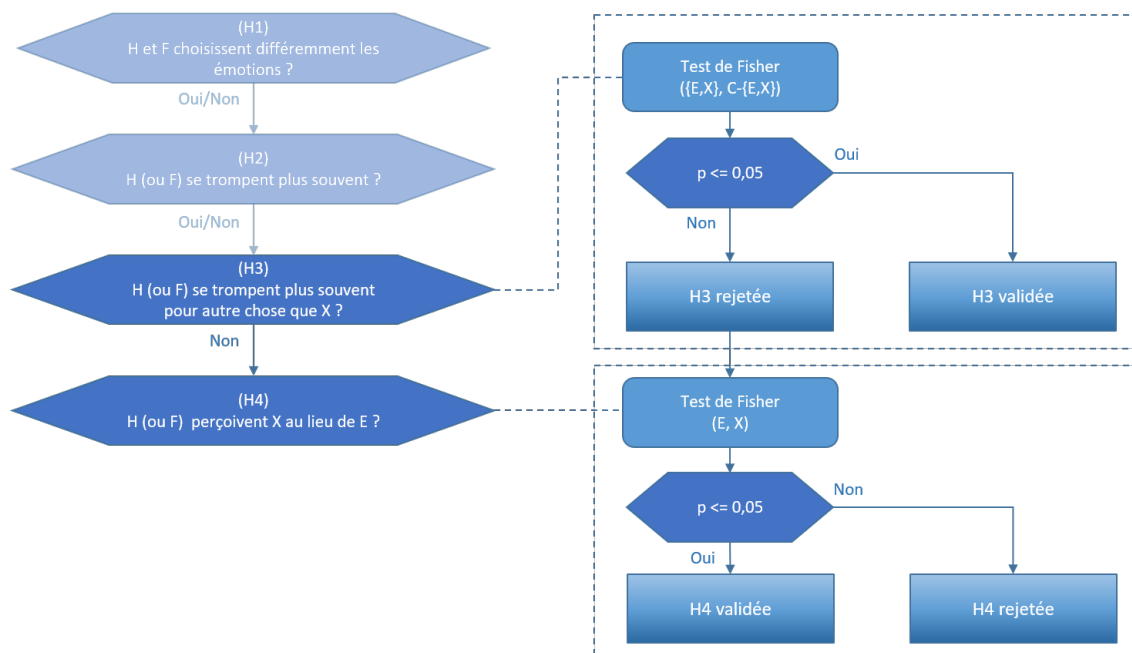 (H1)
H et F choisissent différemment les
émotions ?
Oui/Non
(H2)
H (ou F) se trompent plus souvent ?
Oui/Non
(H3)
H (ou F) se trompent plus souvent
pour autre chose que X ?
Non
(H4)
H (ou F) perçoivent X au lieu de E ?
Test de Fisher
({E,X}, C-{E,X})
p <= 0,05
Oui
Non
H3 rejetée
H3 validée
Test de Fisher
(E, X)
p <= 0,05
Non
Oui
H4 validée
H4 rejetée